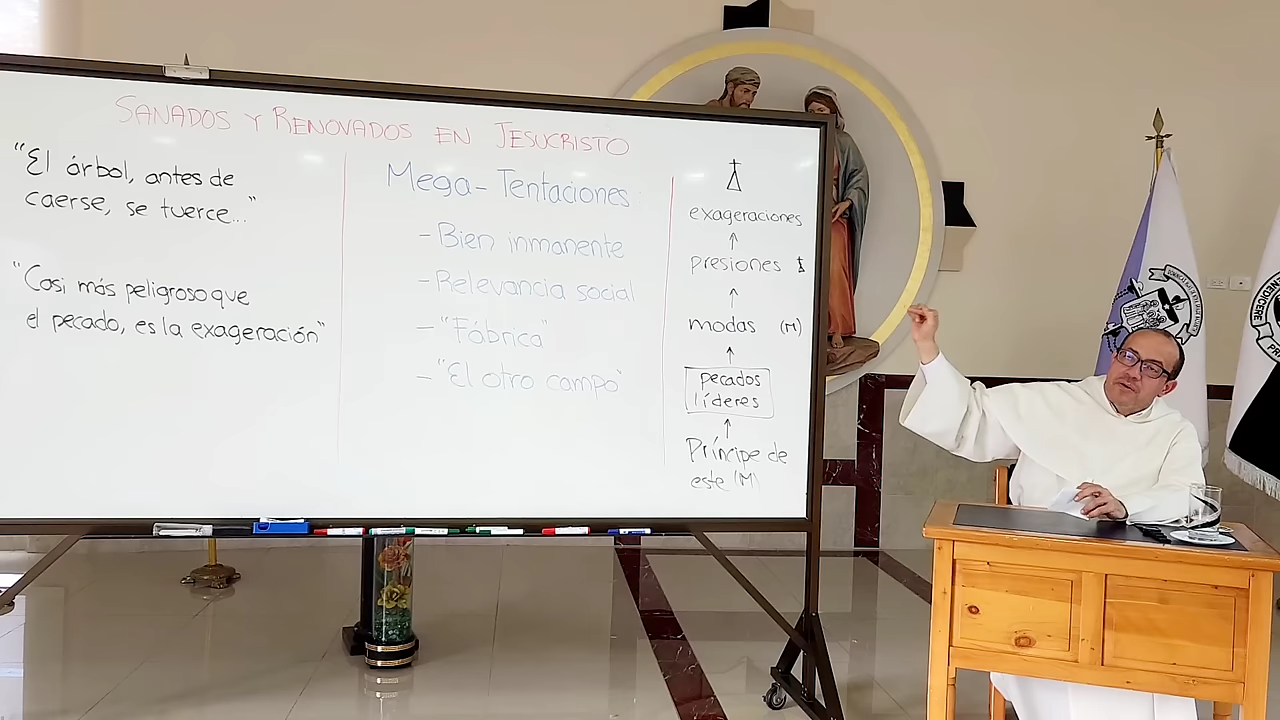 SANADOS Y RENOVADOS EN JESUCRISTO
"El árbol, antes de
caerse, se tuerce..."
"Casi más peligroso que
el pecado, es la exageración"
Mega-Tentaciones
- Bien inmanente
- Relevancia social
- "Fábrica"
- "El otro campo"
exageraciones
presiones
modas (M)
pecados
líderes
Príncipe de
este (M)